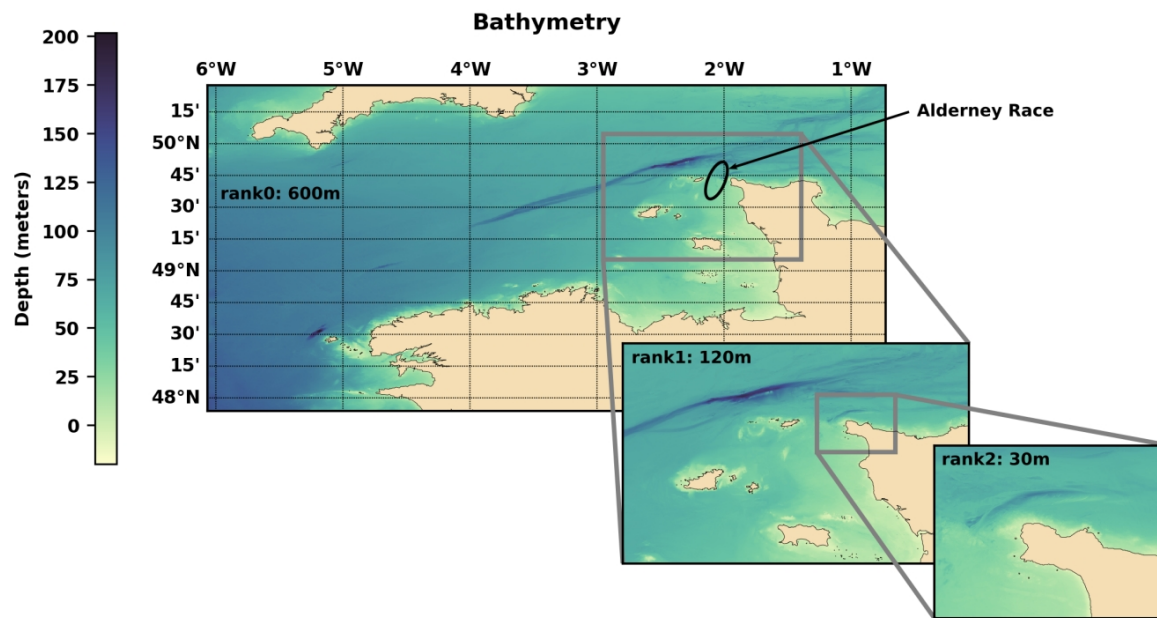 Bathymetry
6°W 5°W 4°W 3°W 2°W 1°W
200
175
150
125
100
75
50
25
0
Depth (meters)
15'
50°N
45'
30'
15'
49°N
45'
30'
15'
48°N
Alderney Race
rank0: 600m
rank1: 120m
rank2: 30m